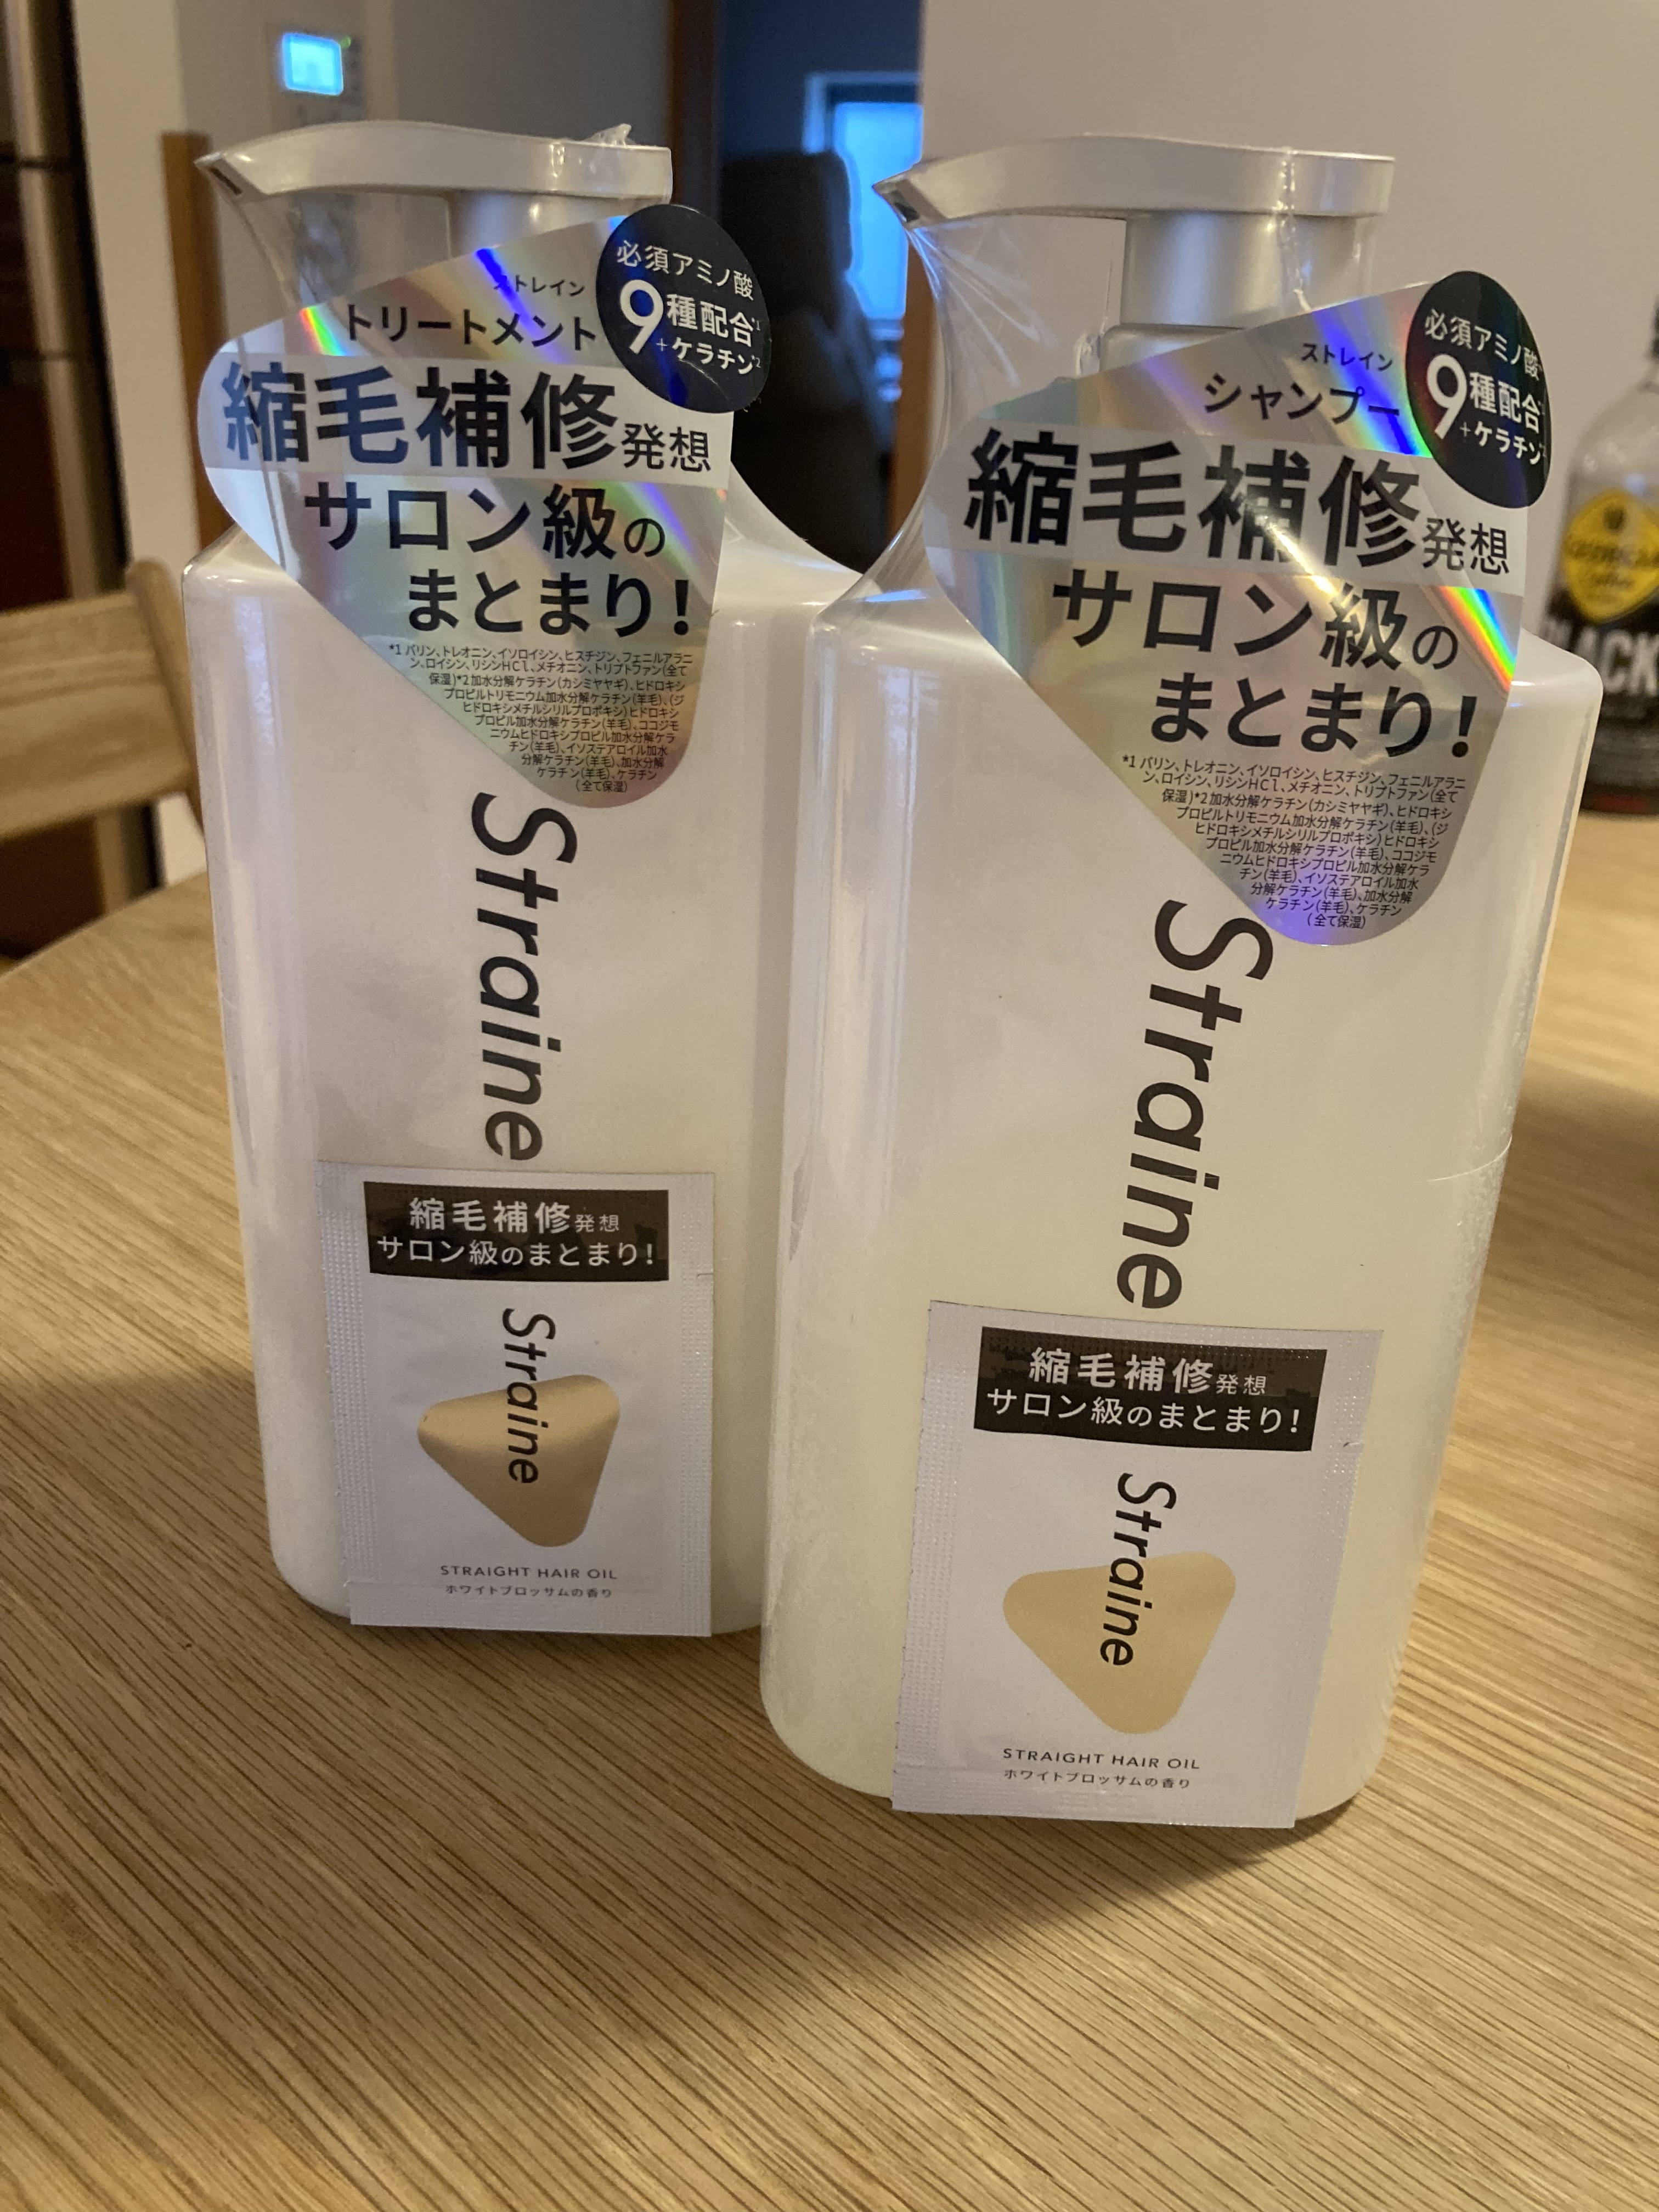 ストレイン
トリートメント
必須アミノ酸
9種配合*1
+ケラチン*2
縮毛補修発想
サロン級の
まとまり!
*1 バリン、トレオニン、イソロイシン、ヒスチジン、フェニルアラニ
ン、ロイシン、リシンHCl、メチオニン、トリプトファン(全て
保湿)*2 加水分解ケラチン(カシミヤヤギ)、ヒドロキシ
プロピルトリモニウム加水分解ケラチン(羊毛)、(ジ
ヒドロキシメチルシリルプロポキシ)ヒドロキシ
プロピル加水分解ケラチン(羊毛)、ココジモ
ニウムヒドロキシプロピル加水分解ケラ
チン(羊毛)、イソステアロイル加水
分解ケラチン(羊毛)、加水分解
ケラチン(羊毛)、ケラチン
(全て保湿)
Straine
縮毛補修発想
サロン級のまとまり!
Straine
STRAIGHT HAIR OIL
ホワイトブロッサムの香り
ストレイン
シャンプー
必須アミノ酸
9種配合*1
+ケラチン*2
縮毛補修発想
サロン級の
まとまり!
*1 バリン、トレオニン、イソロイシン、ヒスチジン、フェニルアラニ
ン、ロイシン、リシンHCl、メチオニン、トリプトファン(全て
保湿)*2 加水分解ケラチン(カシミヤヤギ)、ヒドロキシ
プロピルトリモニウム加水分解ケラチン(羊毛)、(ジ
ヒドロキシメチルシリルプロポキシ)ヒドロキシ
プロピル加水分解ケラチン(羊毛)、ココジモ
ニウムヒドロキシプロピル加水分解ケラ
チン(羊毛)、イソステアロイル加水
分解ケラチン(羊毛)、加水分解
ケラチン(羊毛)、ケラチン
(全て保湿)
Straine
縮毛補修発想
サロン級のまとまり!
Straine
STRAIGHT HAIR OIL
ホワイトブロッサムの香り